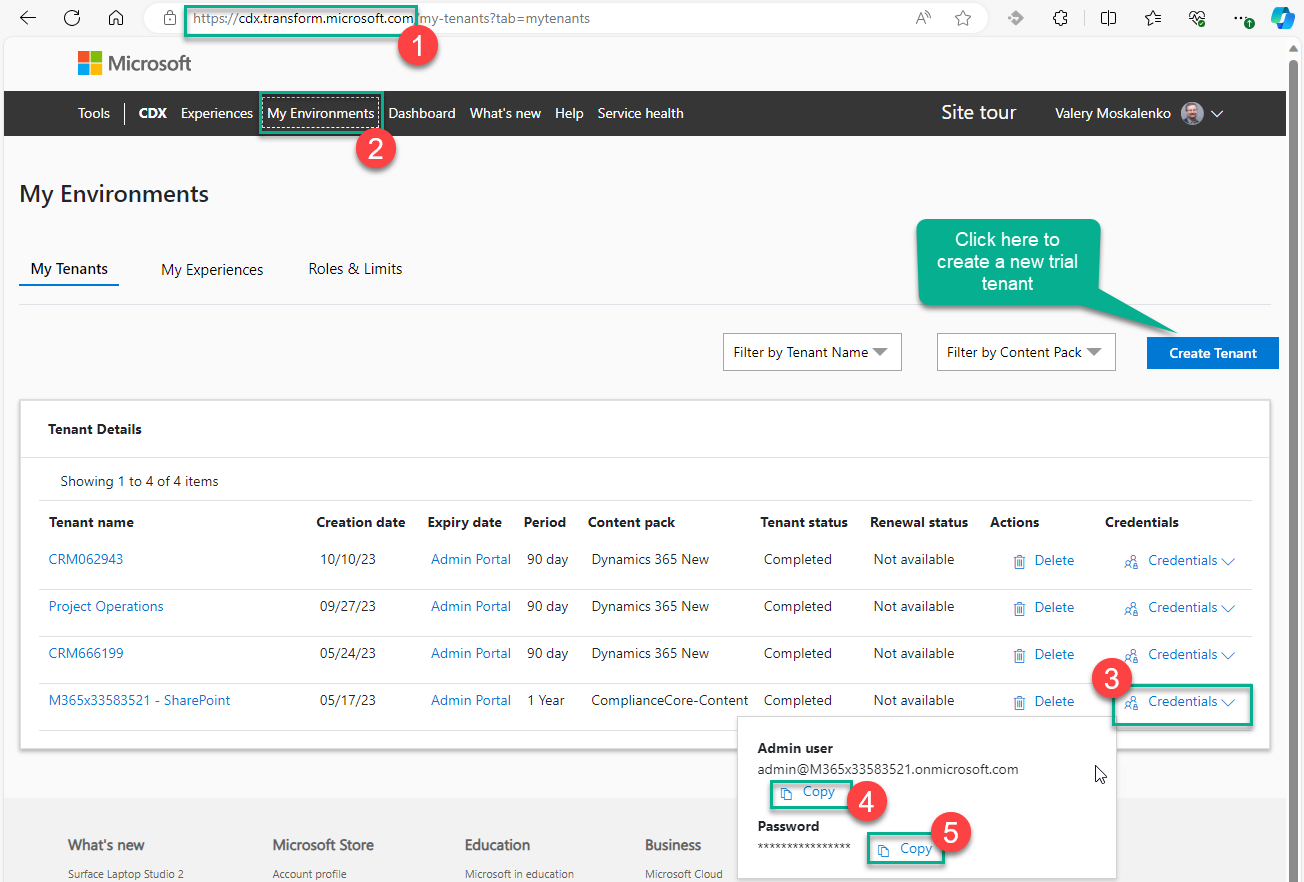 https://cdx.transform.microsoft.com/my-tenants?tab=mytenants
1
Microsoft
Tools CDX Experiences My Environments Dashboard What's new Help Service health Site tour Valery Moskalenko
2
My Environments
Click here to
create a new trial
tenant
My Tenants My Experiences Roles & Limits
Filter by Tenant Name Filter by Content Pack Create Tenant
Tenant Details
Showing 1 to 4 of 4 items
Tenant name Creation date Expiry date Period Content pack Tenant status Renewal status Actions Credentials
CRM062943 10/10/23 Admin Portal 90 day Dynamics 365 New Completed Not available Delete Credentials
Project Operations 09/27/23 Admin Portal 90 day Dynamics 365 New Completed Not available Delete Credentials
CRM666199 05/24/23 Admin Portal 90 day Dynamics 365 New Completed Not available Delete Credentials
3
M365x33583521 - SharePoint 05/17/23 Admin Portal 1 Year ComplianceCore-Content Completed Not available Delete Credentials
Admin user
admin@M365x33583521.onmicrosoft.com
Copy 4
Password
5
**************** Copy
What's new Microsoft Store Education Business
Surface Laptop Studio 2 Account profile Microsoft in education Microsoft Cloud